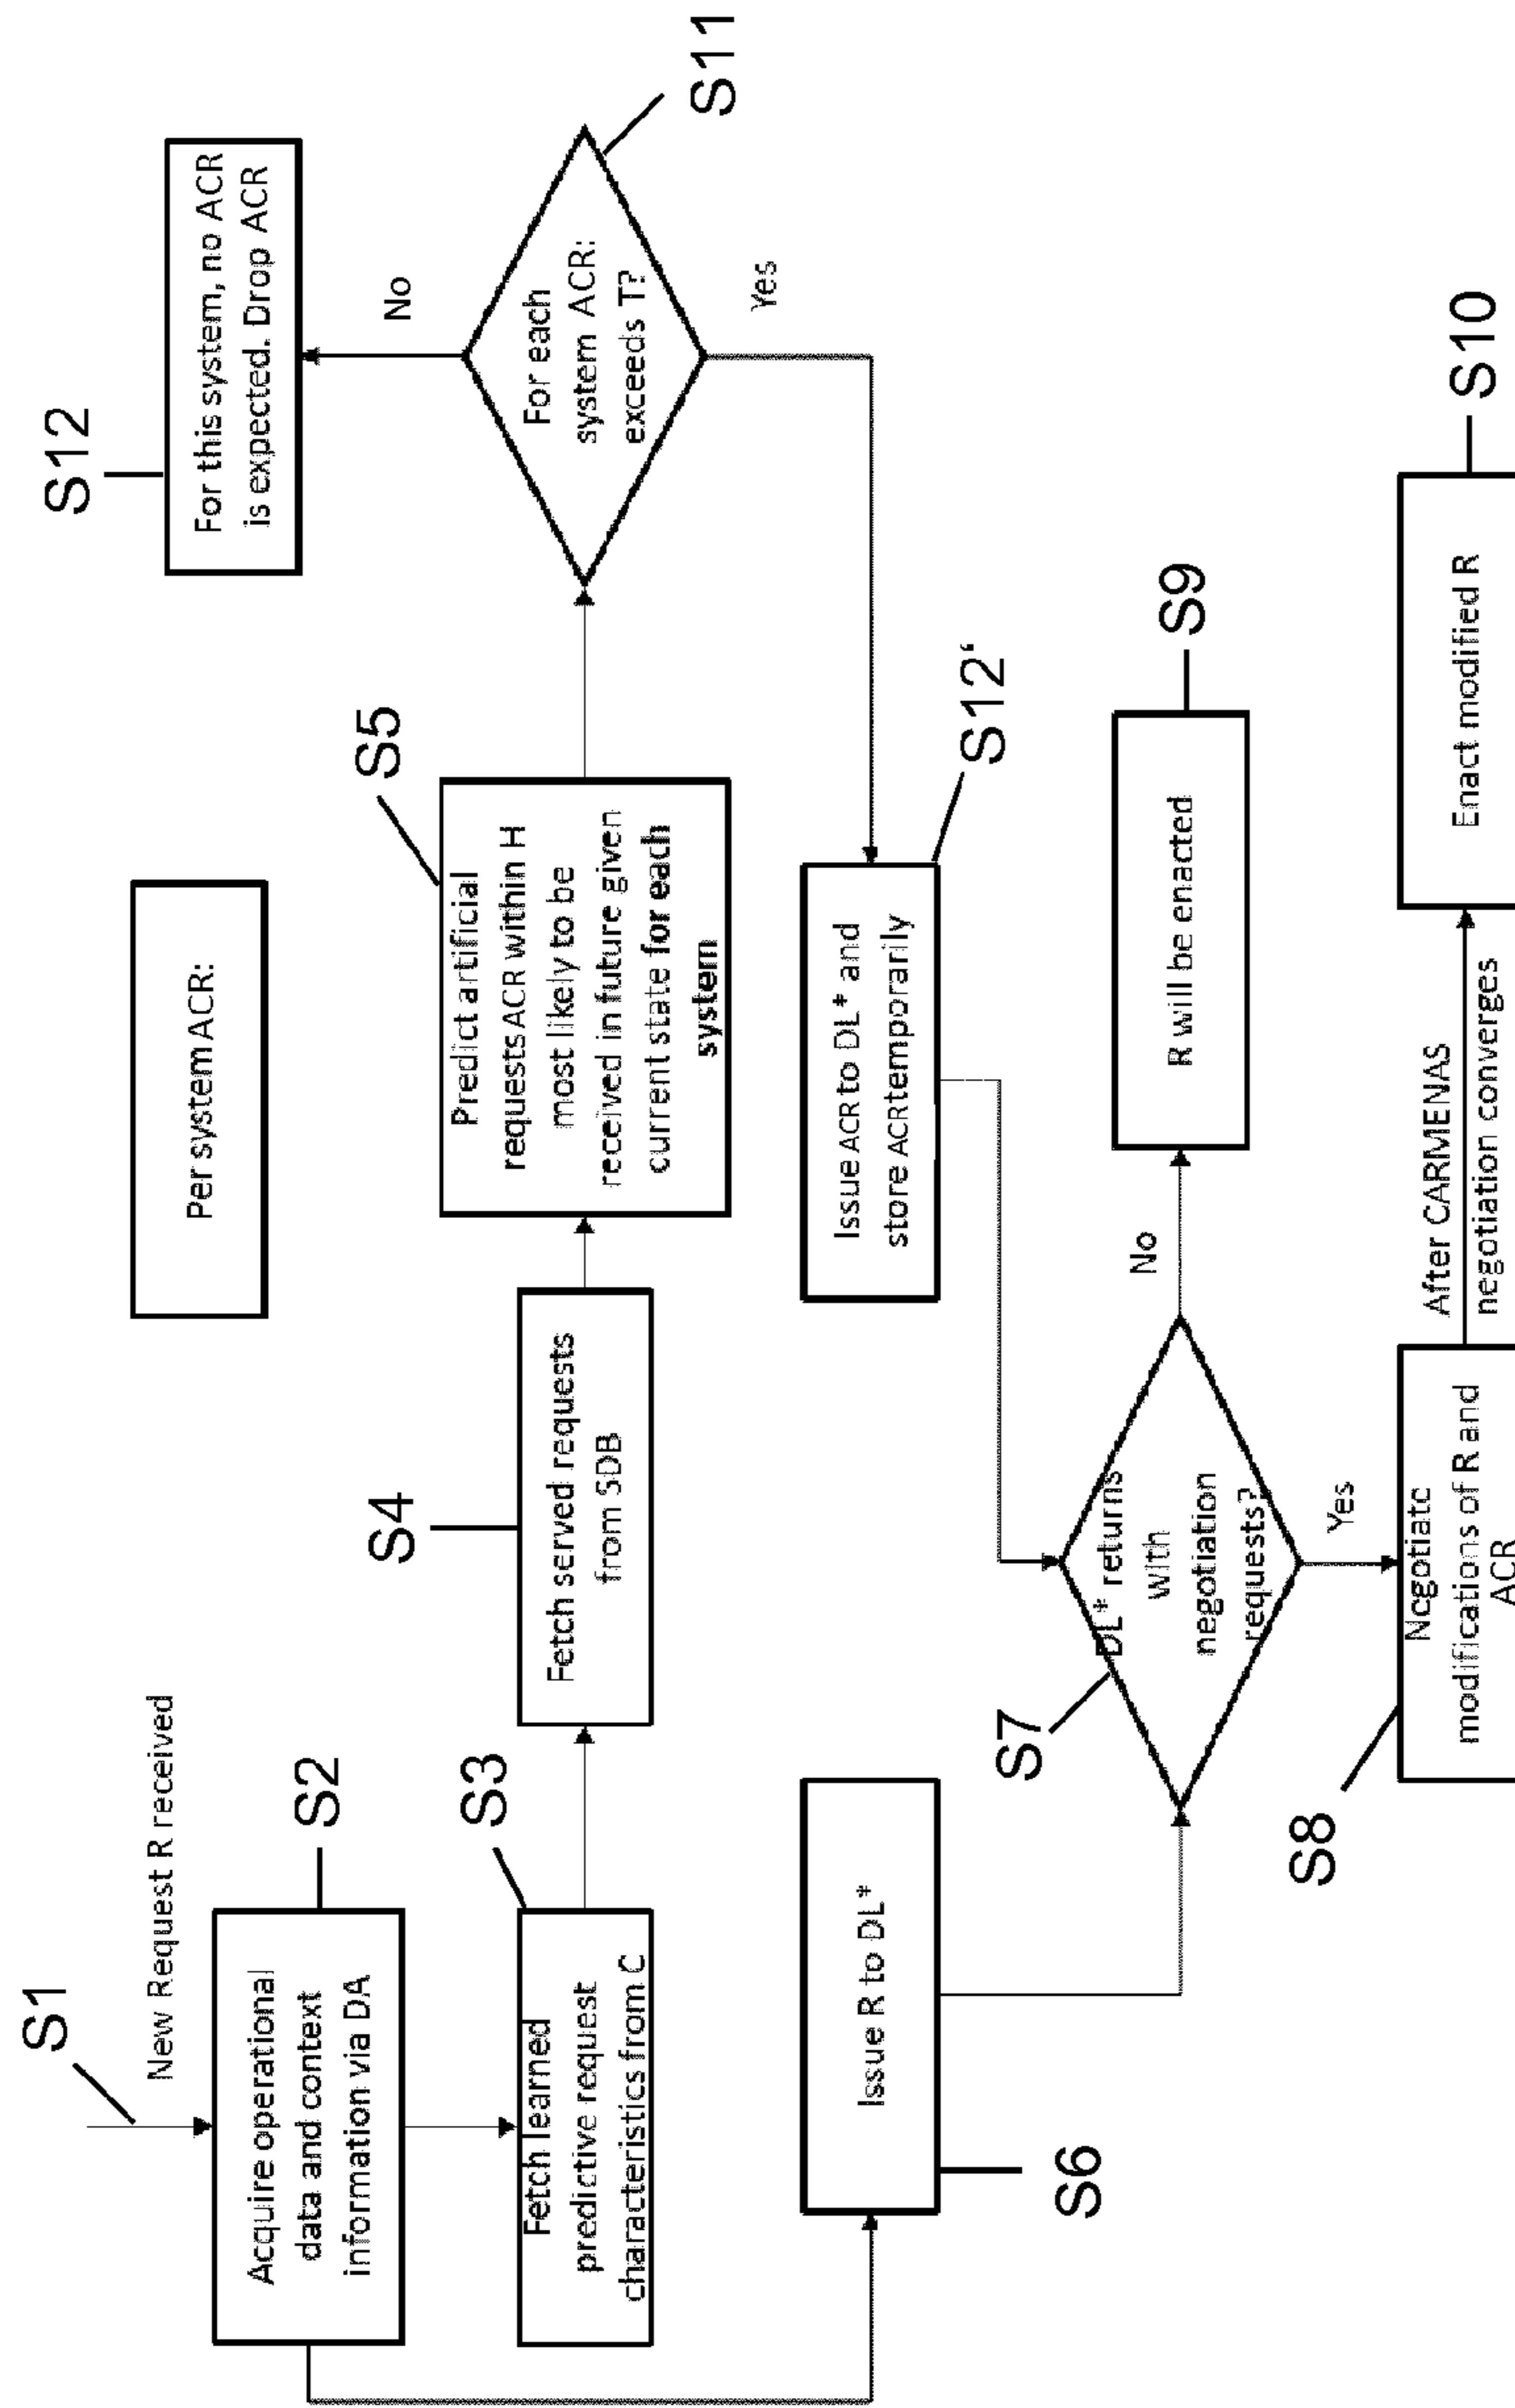 S1
New Request R received
Acquire operational
data and context
information via DA
S2
Fetch learned
predictive request
characteristics from C
S3
Fetch served requests
from SDB
S4
Per system ACR:
Predict artificial
requests ACR within H
most likely to be
received in future given
current state for each
system
S5
For each
system ACR:
exceeds T?
S11
No
For this system, no ACR
is expected. Drop ACR
S12
Yes
Issue ACR to DL* and
store ACR temporarily
S12‘
Issue R to DL*
S6
DL* returns
with
negotiation
requests?
S7
No
R will be enacted
S9
Yes
Negotiate
modifications of R and
ACR
S8
After CARMENAS
negotiation converges
Enact modified R
S10